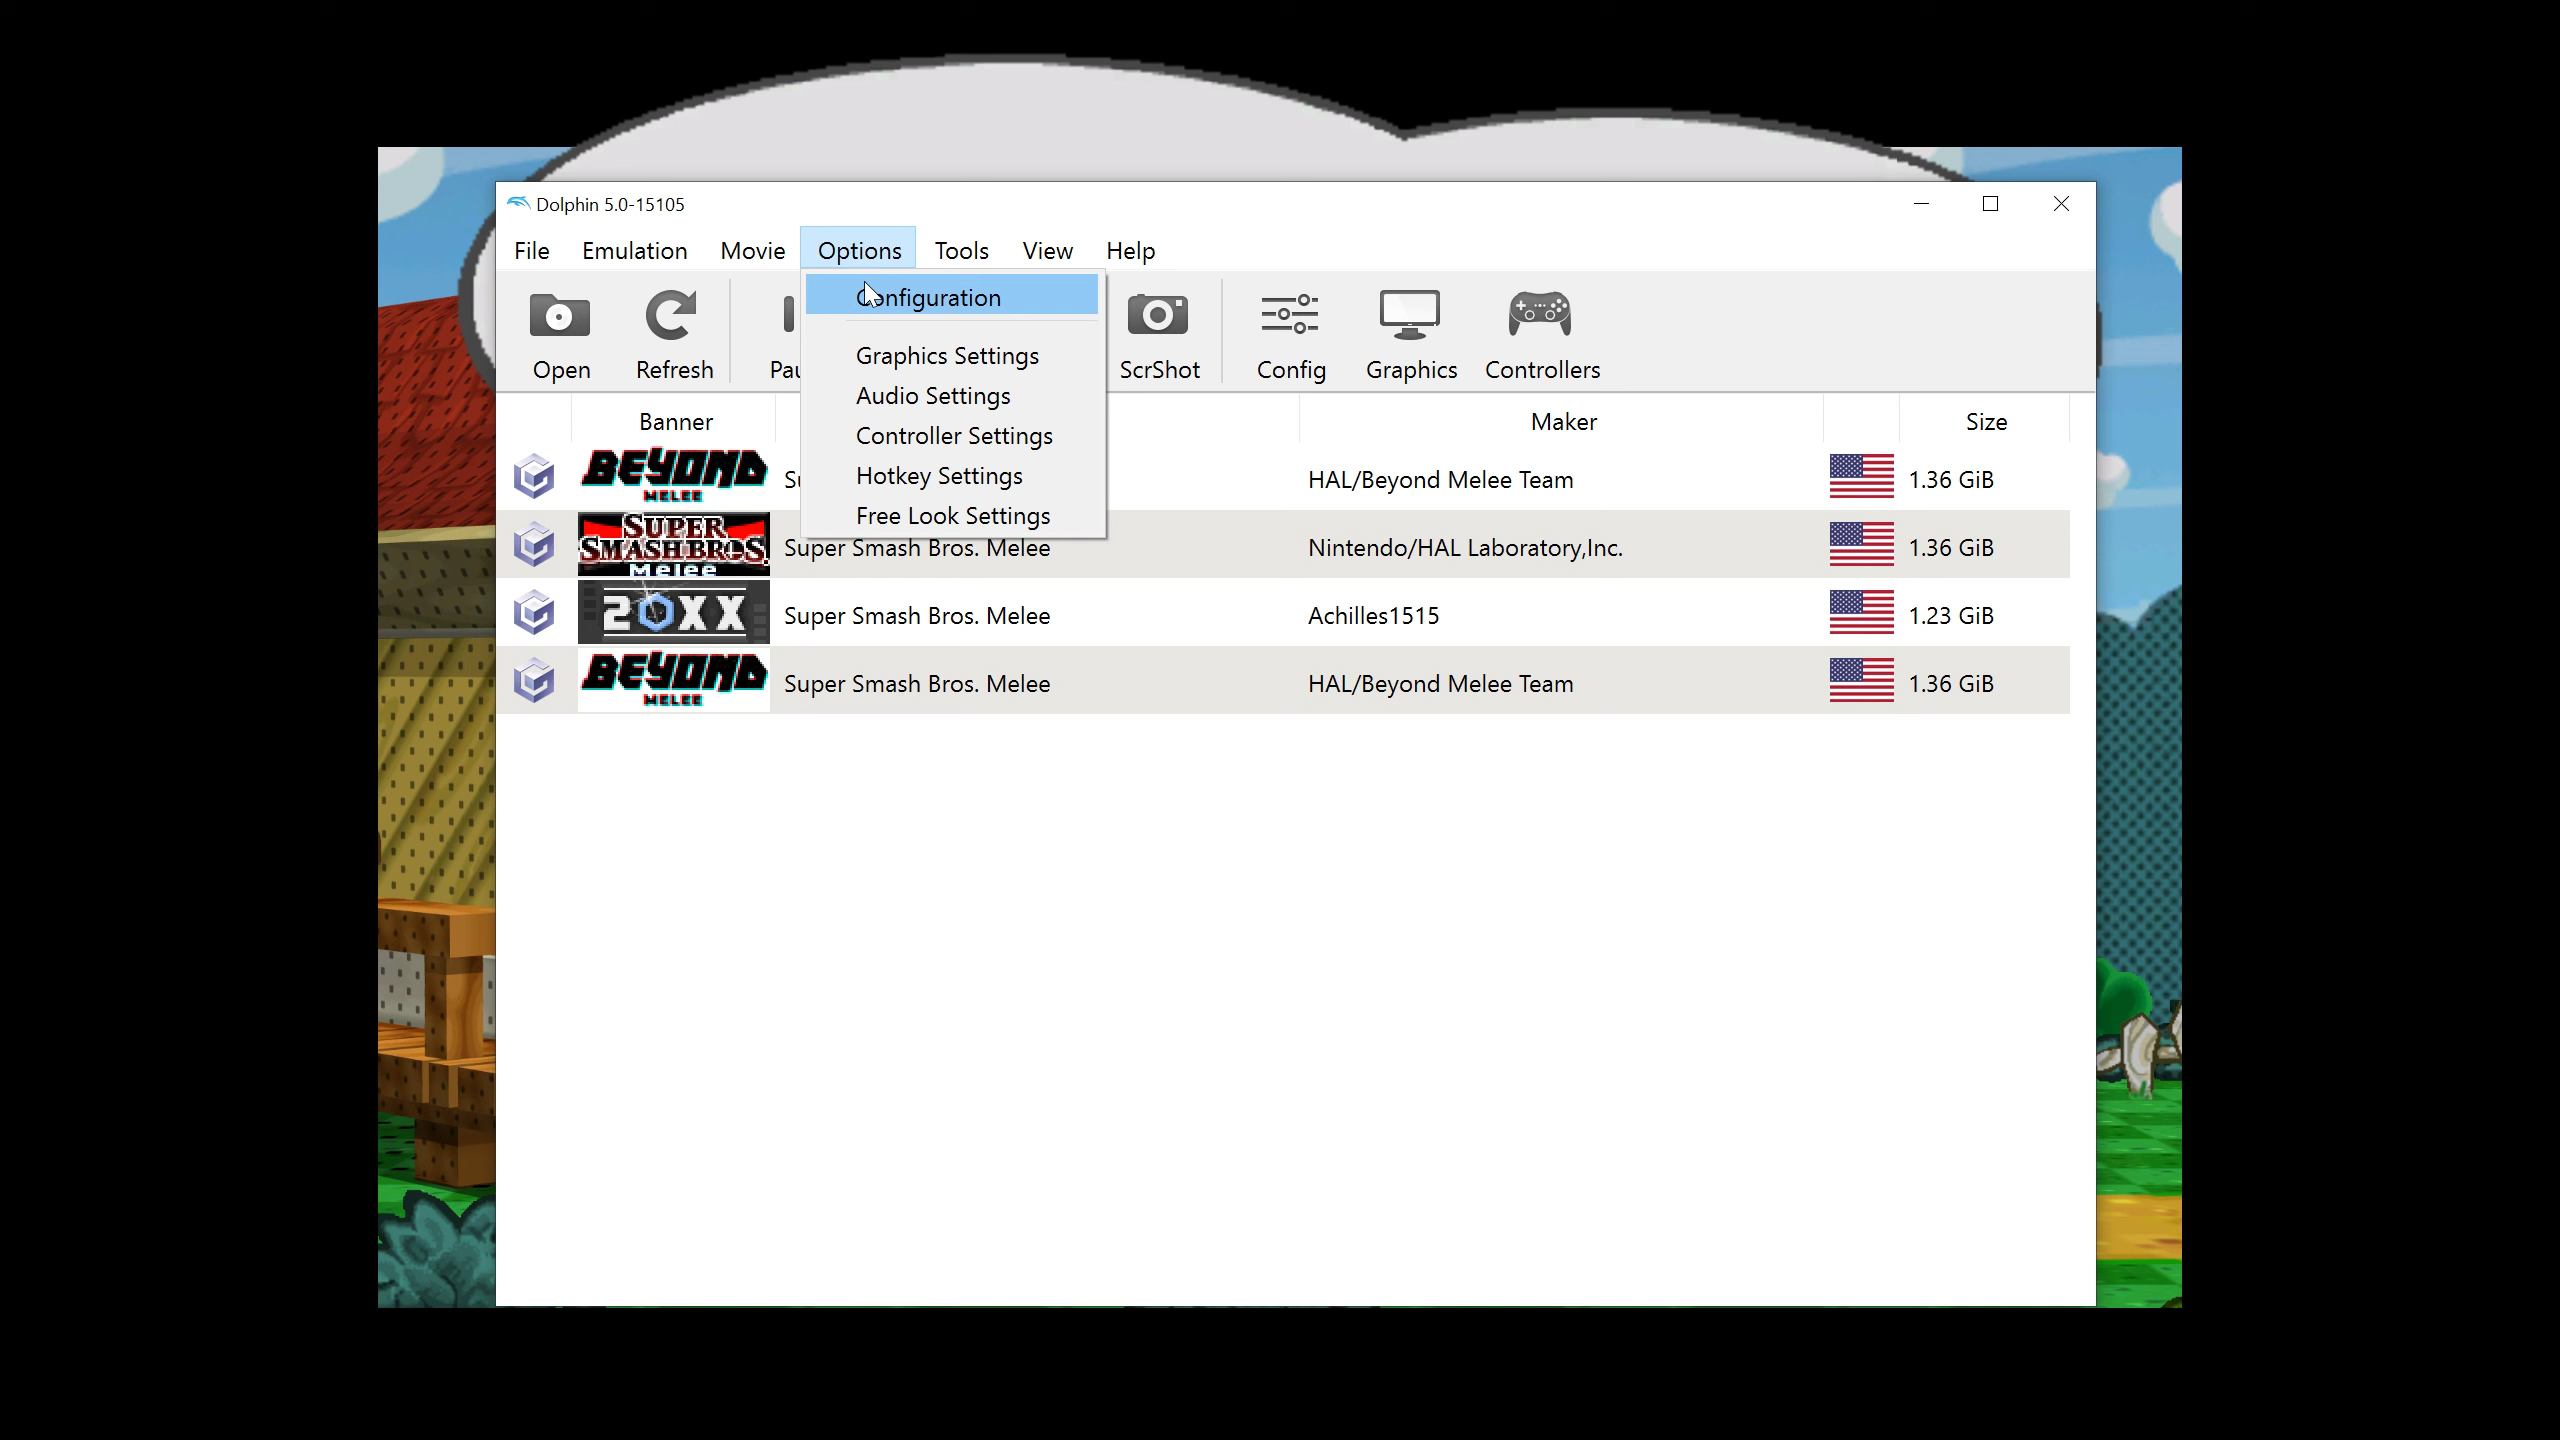 Dolphin 5.0-15105
File Emulation Movie Options Tools View Help
Configuration
Graphics Settings
Audio Settings
Controller Settings
Hotkey Settings
Free Look Settings
Open Refresh ScrShot Config Graphics Controllers
Banner Maker Size
BEYOND MELEE HAL/Beyond Melee Team 1.36 GiB
SUPER SMASH BROS. Melee Super Smash Bros. Melee Nintendo/HAL Laboratory,Inc. 1.36 GiB
20XX Super Smash Bros. Melee Achilles1515 1.23 GiB
BEYOND MELEE Super Smash Bros. Melee HAL/Beyond Melee Team 1.36 GiB